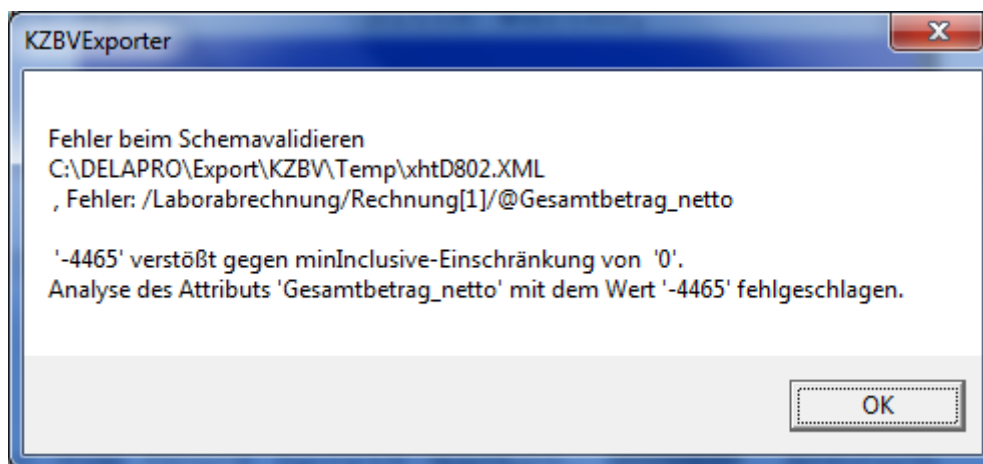 KZBVExporter
Fehler beim Schemavalidieren
C:\DELAPRO\Export\KZBV\Temp\xhtD802.XML
, Fehler: /Laborabrechnung/Rechnung[1]/@Gesamtbetrag_netto
'-4465' verstößt gegen minInclusive-Einschränkung von '0'.
Analyse des Attributs 'Gesamtbetrag_netto' mit dem Wert '-4465' fehlgeschlagen.
OK